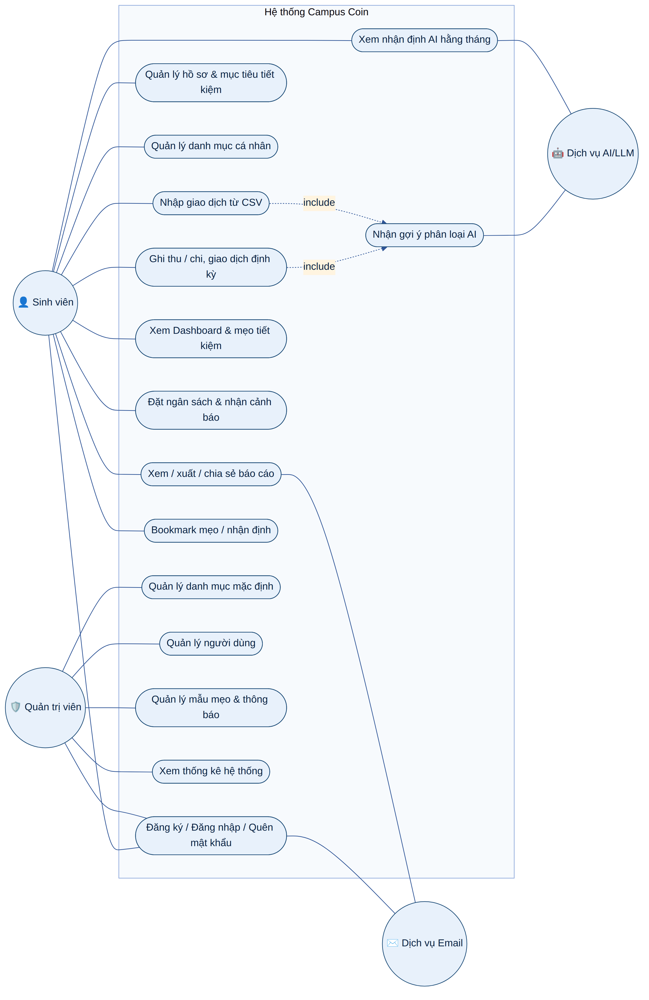 Hệ thống Campus Coin
Xem nhận định AI hằng tháng
Quản lý hồ sơ & mục tiêu tiết
kiệm
Quản lý danh mục cá nhân
🤖 Dịch vụ AI/LLM
Nhập giao dịch từ CSV
include
Nhận gợi ý phân loại AI
Ghi thu / chi, giao dịch định
kỳ
include
👤 Sinh viên
Xem Dashboard & mẹo tiết
kiệm
Đặt ngân sách & nhận cảnh
báo
Xem / xuất / chia sẻ báo cáo
Bookmark mẹo / nhận định
Quản lý danh mục mặc định
Quản lý người dùng
🛡️ Quản trị viên
Quản lý mẫu mẹo & thông
báo
Xem thống kê hệ thống
Đăng ký / Đăng nhập / Quên
mật khẩu
✉️ Dịch vụ Email